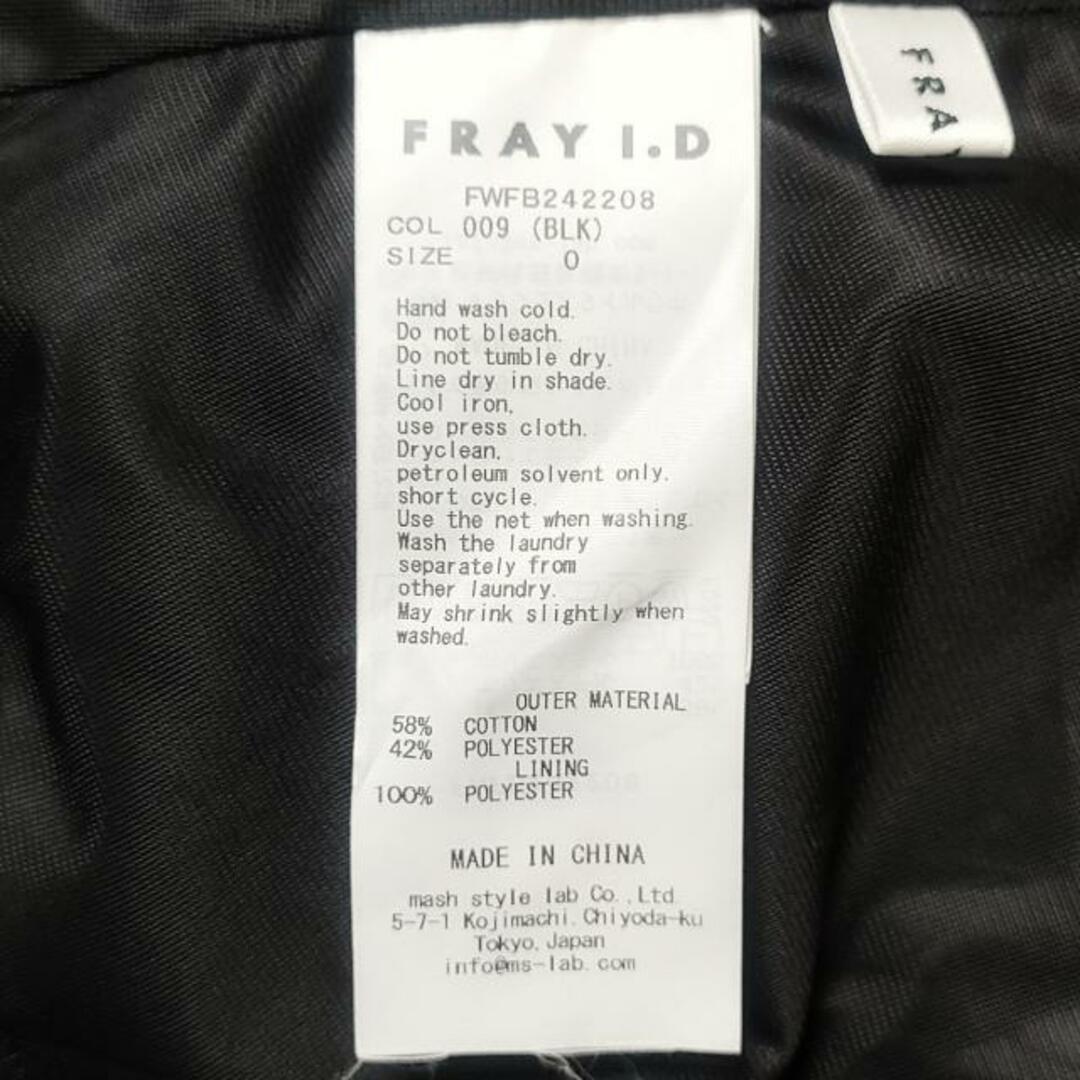 FRAY I.D
FWFB242208
COL 009 (BLK)
SIZE 0
Hand wash cold.
Do not bleach.
Do not tumble dry.
Line dry in shade.
Cool iron,
use press cloth.
Dryclean,
petroleum solvent only.
short cycle.
Use the net when washing.
Wash the laundry
separately from
other laundry.
May shrink slightly when
washed.
OUTER MATERIAL
58% COTTON
42% POLYESTER
LINING
100% POLYESTER
MADE IN CHINA
mash style lab Co.,Ltd.
5-7-1 Kojimachi, Chiyoda-ku
Tokyo, Japan
info@ms-lab.com
FRA